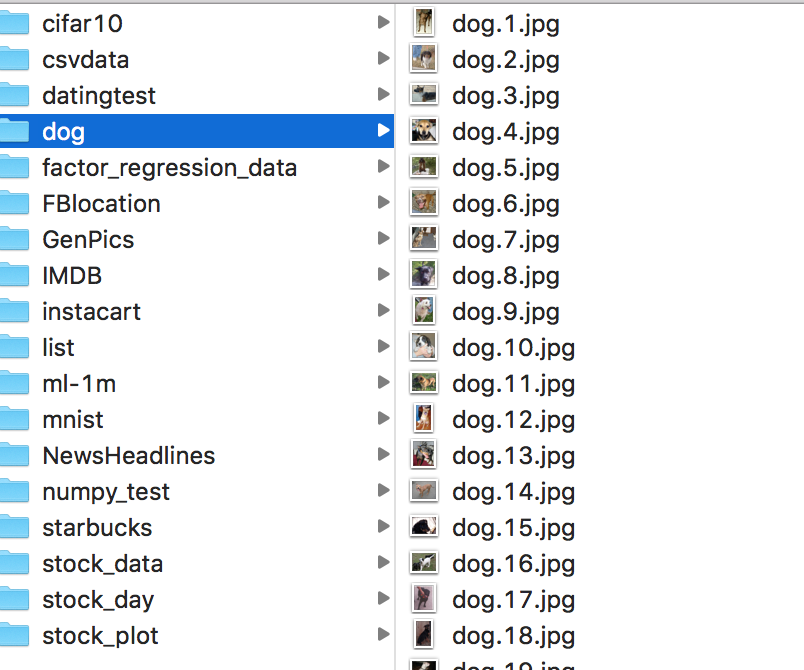 cifar10
csvdata
datingtest
dog
factor_regression_data
FBlocation
GenPics
IMDB
instacart
list
ml-1m
mnist
NewsHeadlines
numpy_test
starbucks
stock_data
stock_day
stock_plot
dog.1.jpg
dog.2.jpg
dog.3.jpg
dog.4.jpg
dog.5.jpg
dog.6.jpg
dog.7.jpg
dog.8.jpg
dog.9.jpg
dog.10.jpg
dog.11.jpg
dog.12.jpg
dog.13.jpg
dog.14.jpg
dog.15.jpg
dog.16.jpg
dog.17.jpg
dog.18.jpg
dog.19.jpg